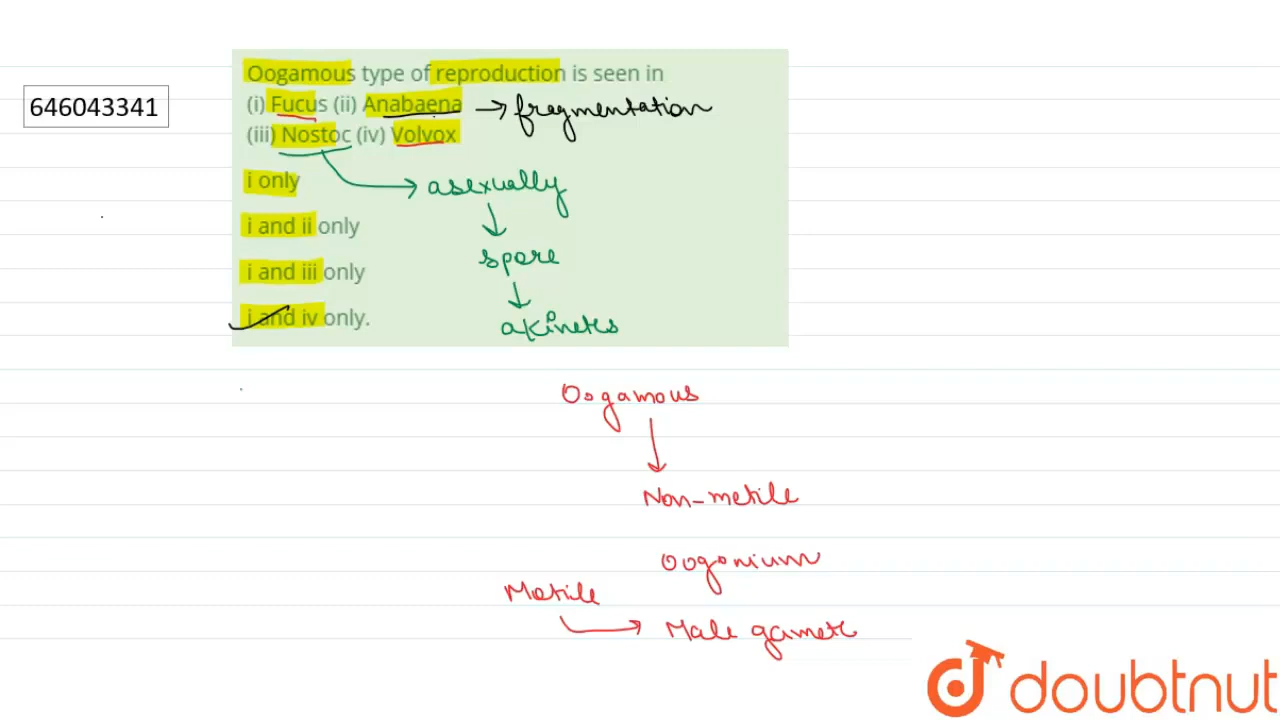 646043341
Oogamous type of reproduction is seen in
(i) Fucus (ii) Anabaena → fragmentation
(iii) Nostoc (iv) Volvox
i only
asexually
i and ii only
spore
i and iii only
i and iv only.
akinetes
Oogamous
Non-motile
Oogonium
Motile
Male gamete
doubtnut